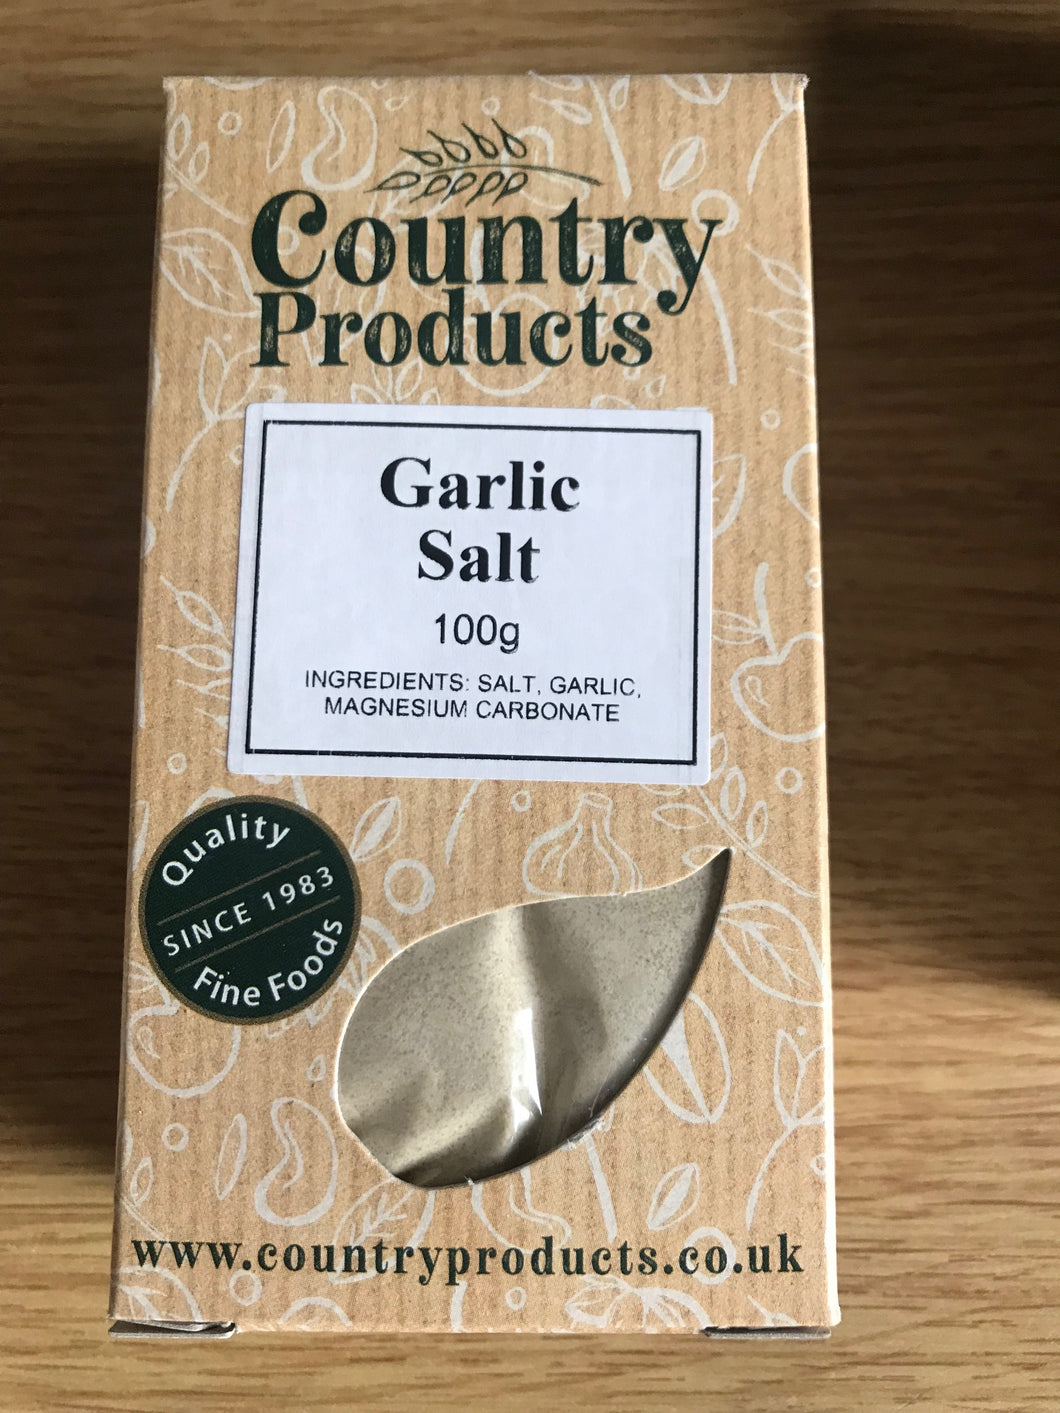 Country
Products
Garlic
Salt
100g
INGREDIENTS: SALT, GARLIC,
MAGNESIUM CARBONATE
Quality
SINCE 1983
Fine Foods
www.countryproducts.co.uk